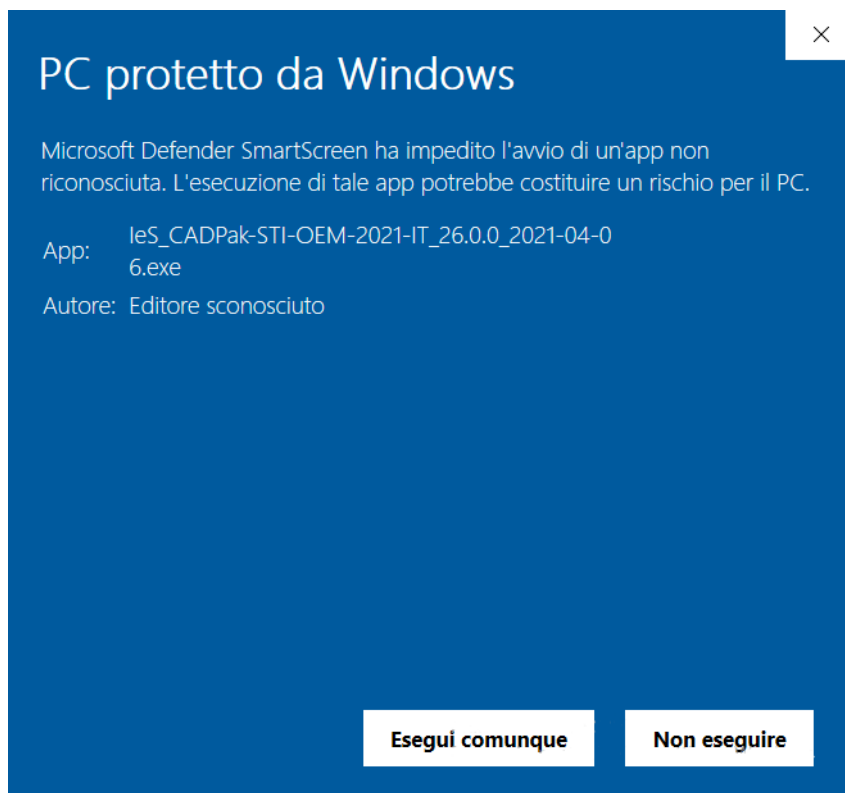 PC protetto da Windows
Microsoft Defender SmartScreen ha impedito l'avvio di un'app non
riconosciuta. L'esecuzione di tale app potrebbe costituire un rischio per il PC.
App: IeS_CADPak-STI-OEM-2021-IT_26.0.0_2021-04-0
6.exe
Autore: Editore sconosciuto
Esegui comunque Non eseguire